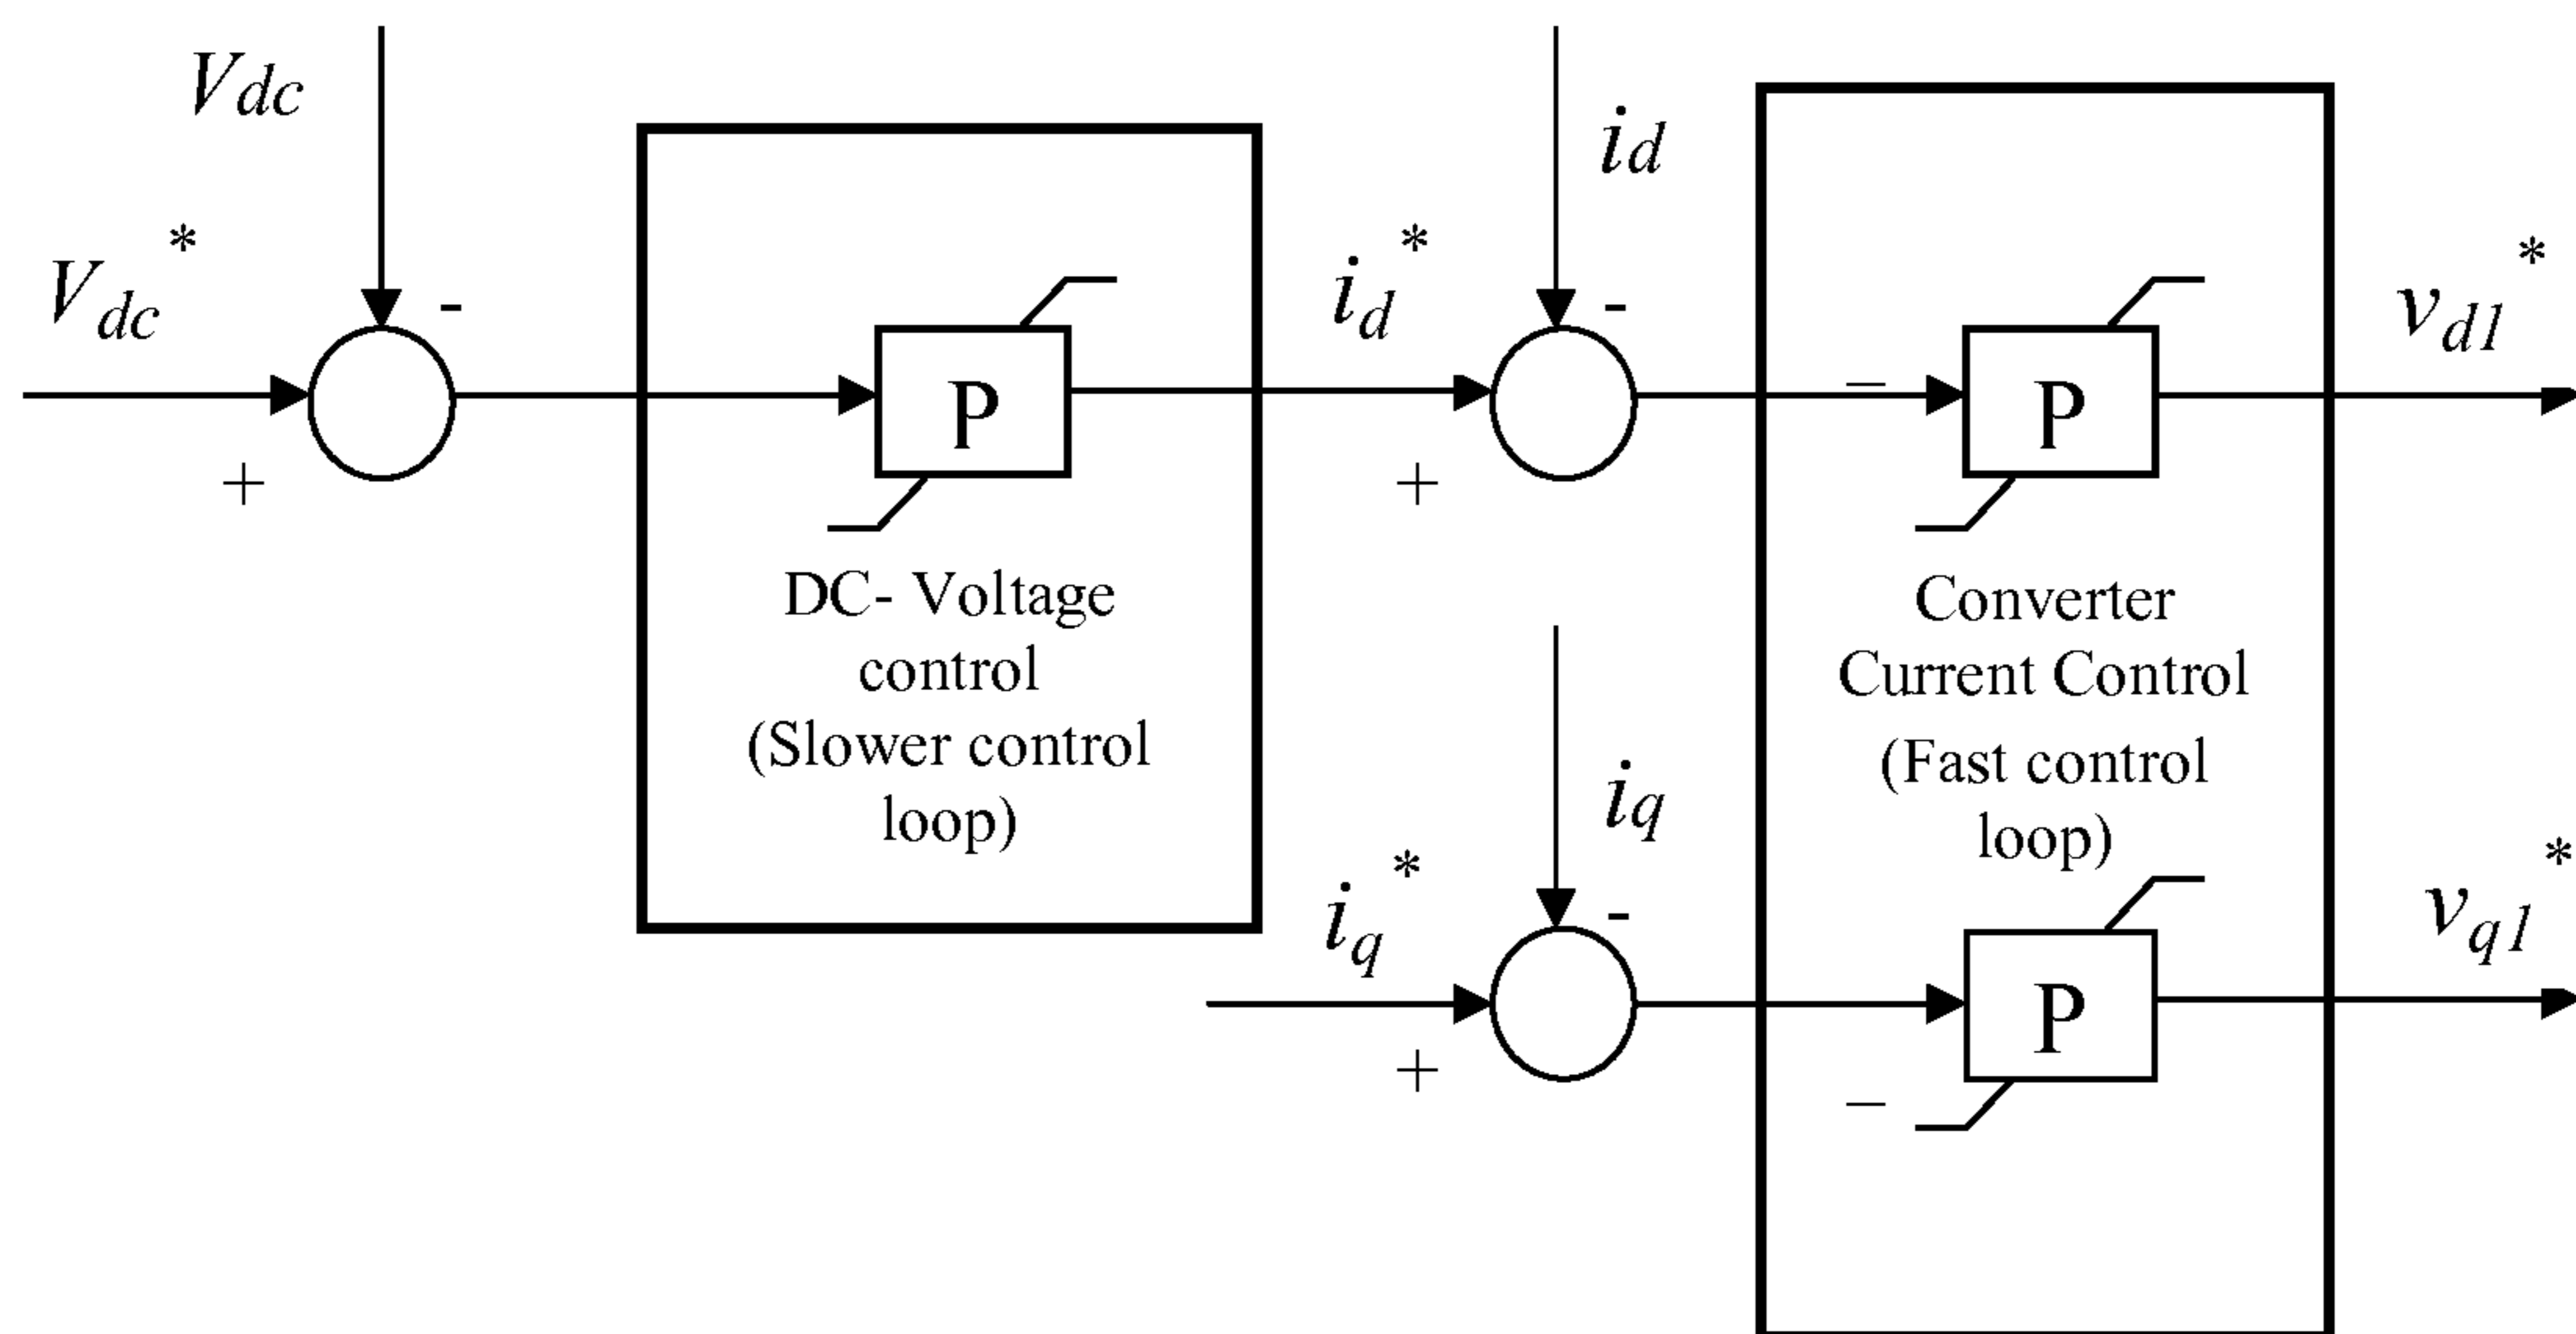 Vdc
Vdc*
-
+
P
DC- Voltage
control
(Slower control
loop)
id
id*
-
+
–
P
vd1*
Converter
Current Control
(Fast control
loop)
iq
iq*
-
+
–
P
vq1*